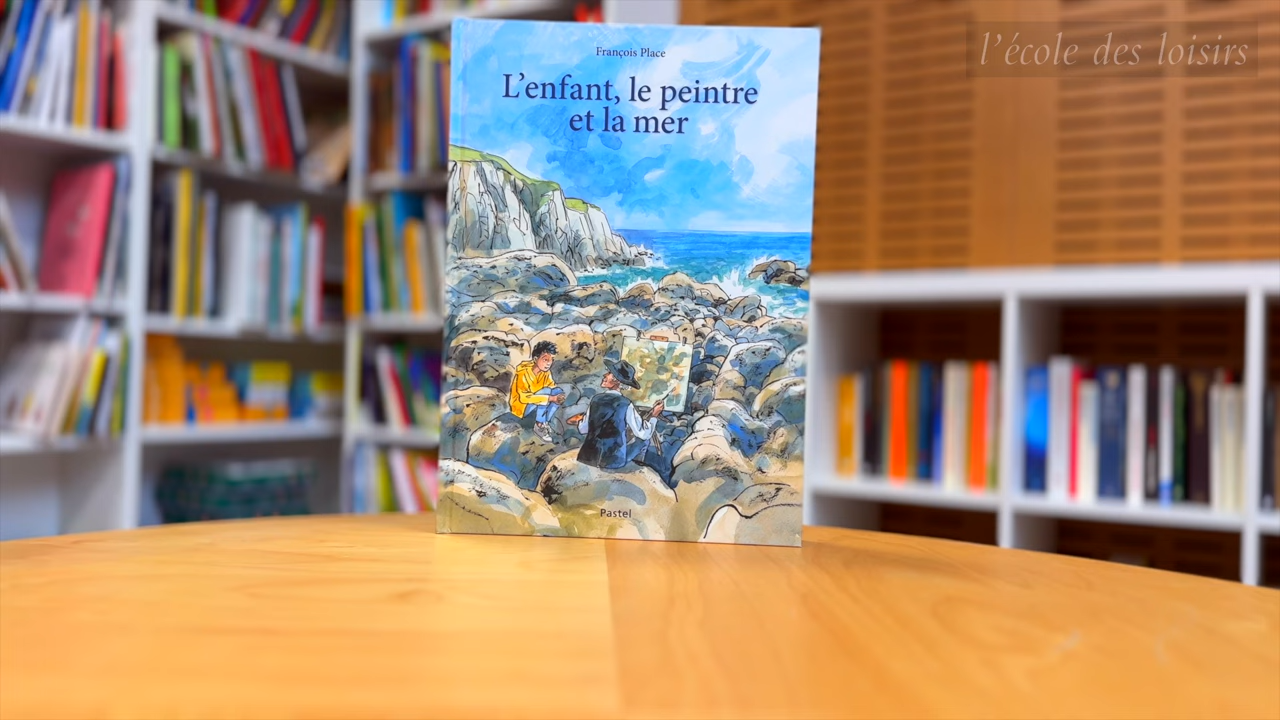 l'école des loisirs
François Place
L'enfant, le peintre
et la mer
Pastel